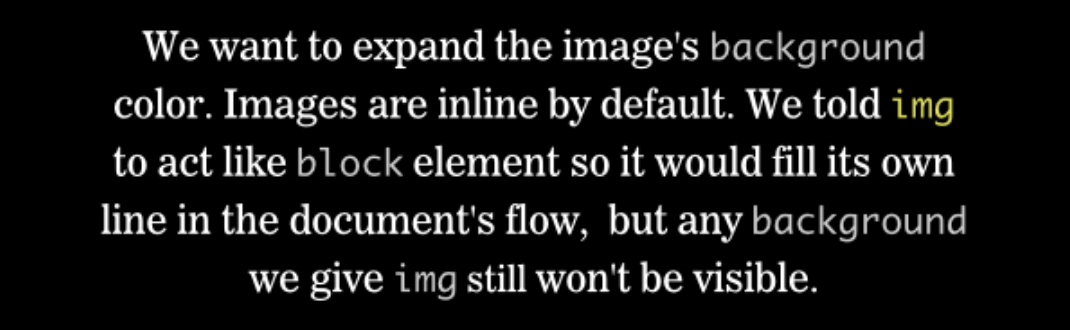 We want to expand the image's background
color. Images are inline by default. We told img
to act like block element so it would fill its own
line in the document's flow,  but any background
we give img still won't be visible.